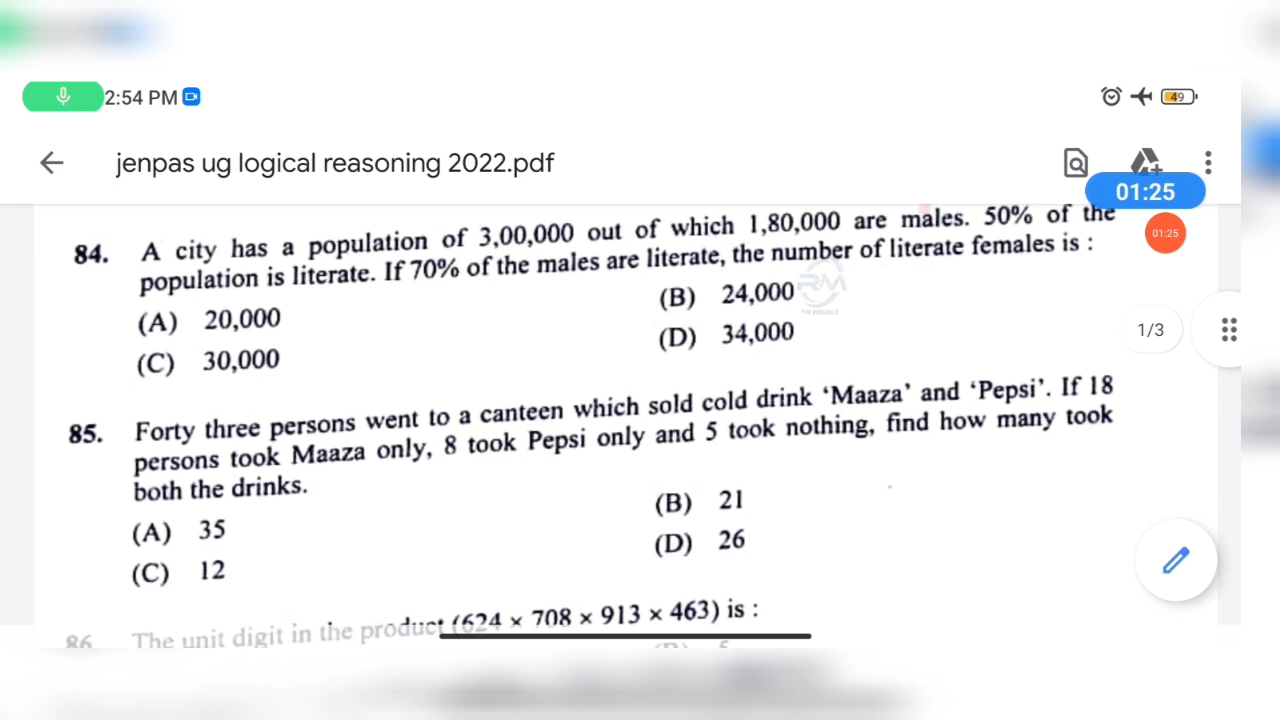 2:54 PM
49
jenpas ug logical reasoning 2022.pdf
01:25
01:25
84. A city has a population of 3,00,000 out of which 1,80,000 are males. 50% of the
population is literate. If 70% of the males are literate, the number of literate females is :
(A) 20,000 (B) 24,000
(C) 30,000 (D) 34,000
RM
1/3
85. Forty three persons went to a canteen which sold cold drink ‘Maaza’ and ‘Pepsi’. If 18
persons took Maaza only, 8 took Pepsi only and 5 took nothing, find how many took
both the drinks.
(A) 35 (B) 21
(C) 12 (D) 26
86. The unit digit in the product (624 × 708 × 913 × 463) is :